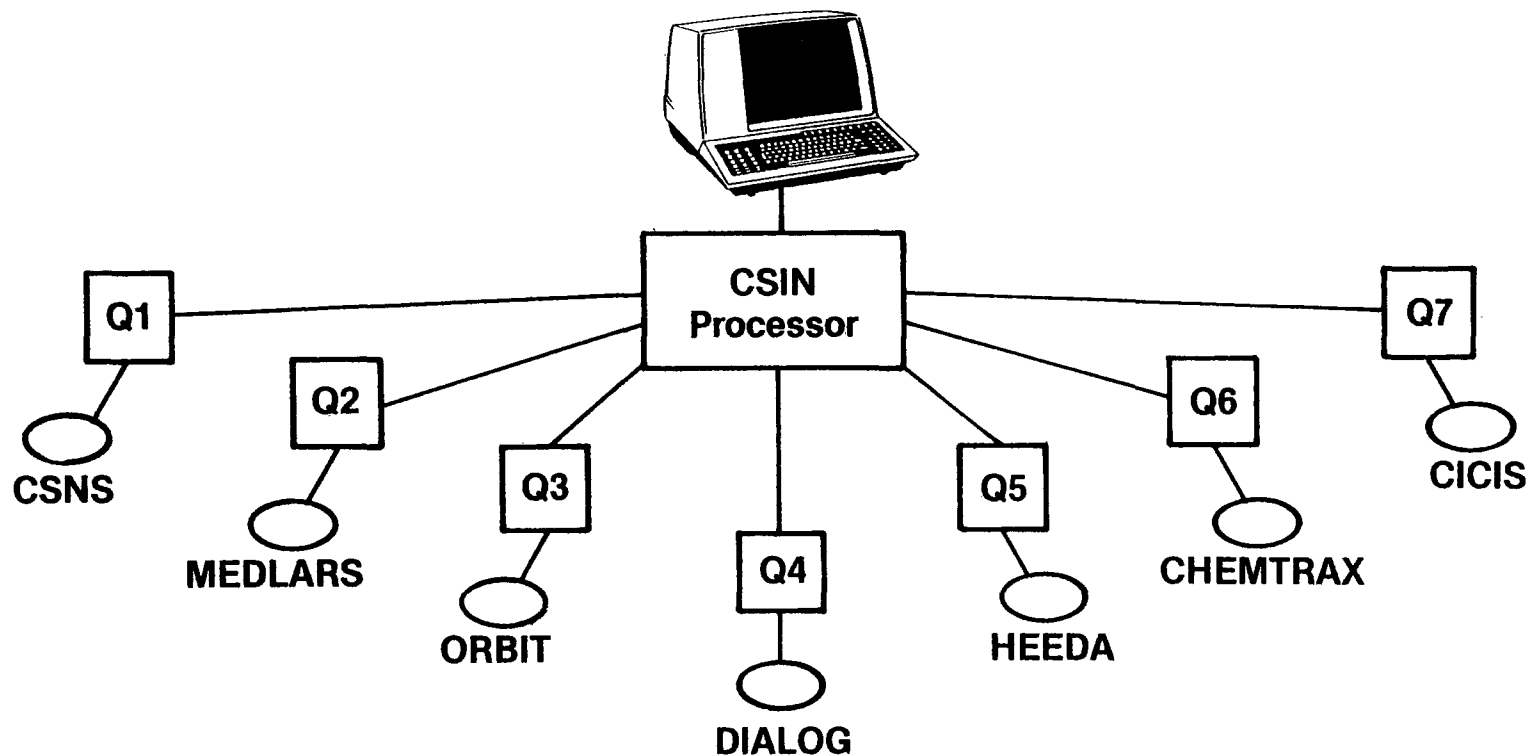 CSIN
Processor
Q1
Q2
Q3
Q4
Q5
Q6
Q7
CSNS
MEDLARS
ORBIT
DIALOG
HEEDA
CHEMTRAX
CICIS